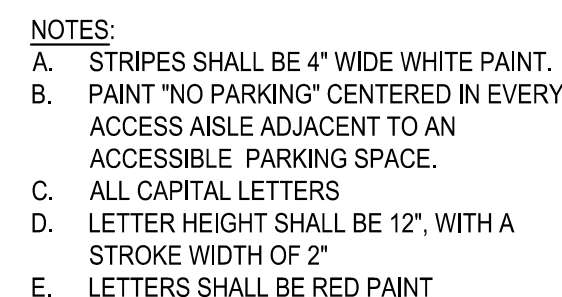 NOTES:
A. STRIPES SHALL BE 4" WIDE WHITE PAINT.
B. PAINT "NO PARKING" CENTERED IN EVERY
ACCESS AISLE ADJACENT TO AN
ACCESSIBLE PARKING SPACE.
C. ALL CAPITAL LETTERS
D. LETTER HEIGHT SHALL BE 12", WITH A
STROKE WIDTH OF 2"
E. LETTERS SHALL BE RED PAINT